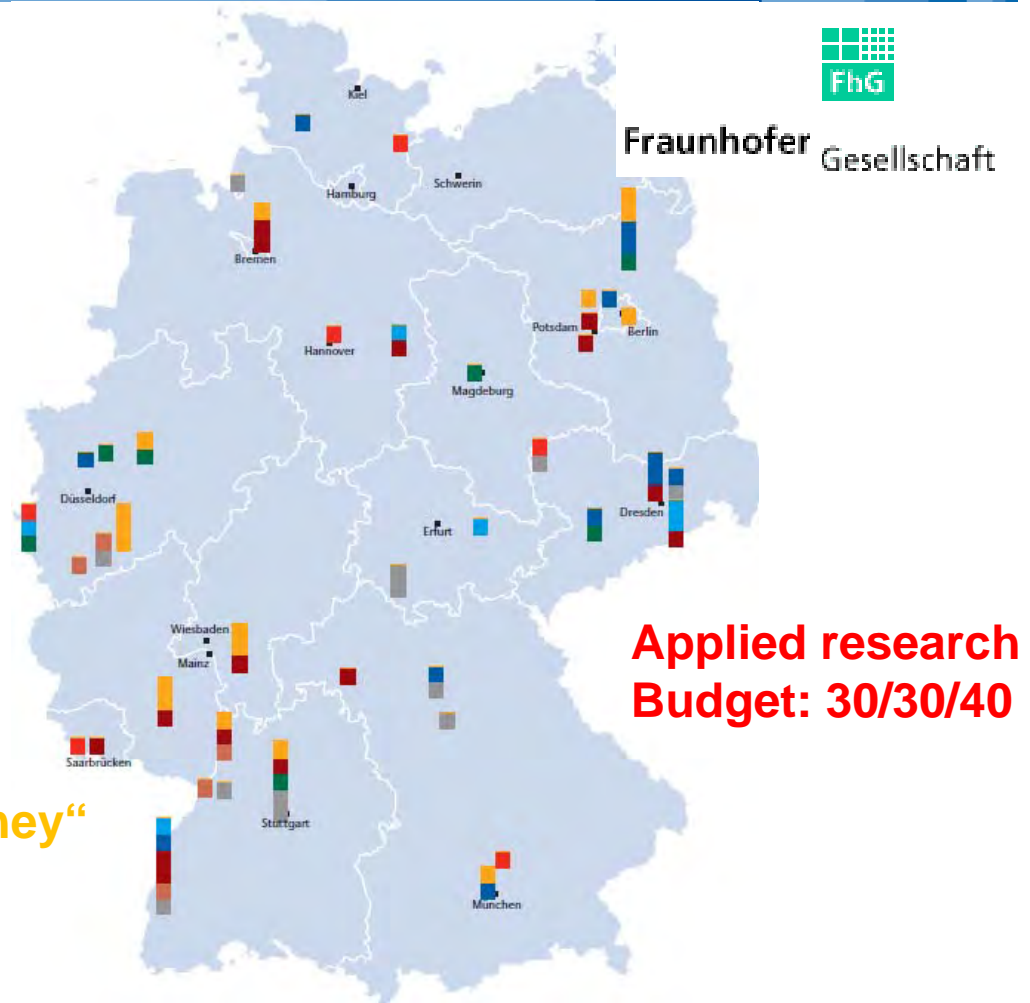 FhG
Fraunhofer Gesellschaft
Kiel
Schwerin
Hamburg
Bremen
Potsdam
Berlin
Hannover
Magdeburg
Düsseldorf
Dresden
Erfurt
Wiesbaden
Mainz
Applied research
Budget: 30/30/40
Saarbrücken
ney“
Stuttgart
München